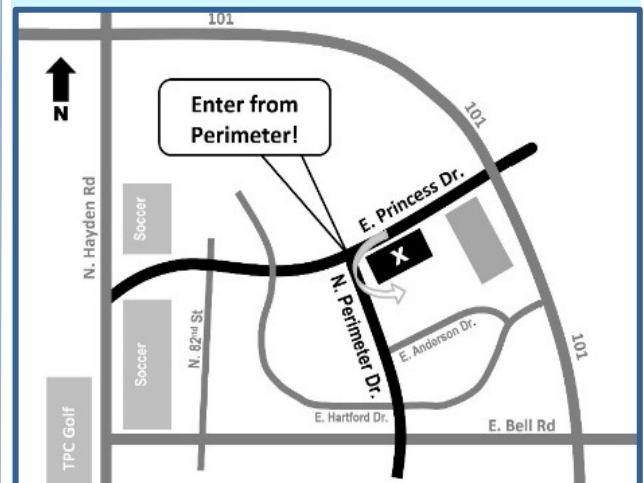 101
N
Enter from
Perimeter!
101
N. Hayden Rd
Soccer
E. Princess Dr.
X
N. 82nd St
N. Perimeter Dr.
E. Anderson Dr.
Soccer
101
E. Hartford Dr.
E. Bell Rd
TPC Golf